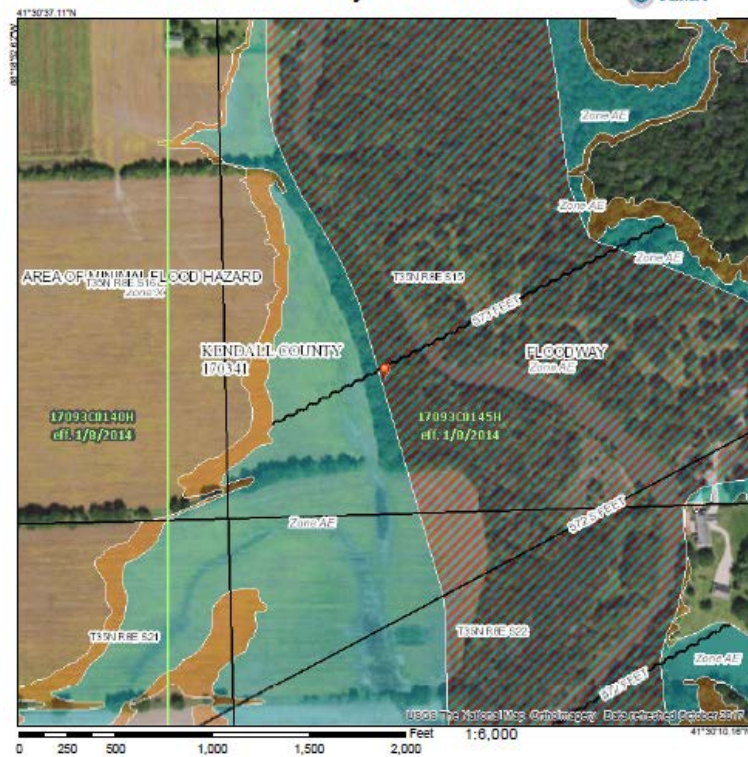 41°30'37.11"N
Zone AE
Zone AE
Zone AE
AREA OF MINIMAL FLOOD HAZARD
T35N R8E S16
Zone X
T35N R8E S15
573 FEET
KENDALL COUNTY
170341
FLOODWAY
Zone AE
17093C0140H
eff. 1/8/2014
17093C0145H
eff. 1/8/2014
572.5 FEET
Zone AE
T35N R8E S21
T35N R8E S22
Zone AE
572 FEET
USGS The National Map: Orthoimagery. Data refreshed October 2017.
Feet
1:6,000
41°30'10.16"N
0 250 500 1,000 1,500 2,000